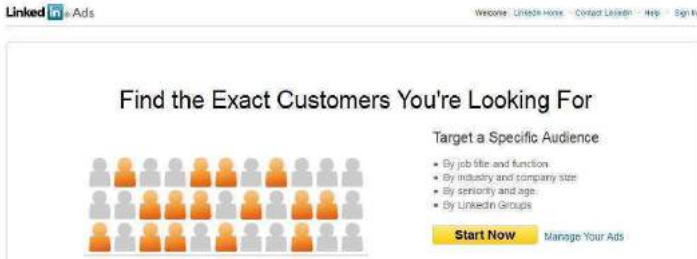 Linked in Ads
Welcome LinkedIn Home - Contact LinkedIn - Help - Sign In
Find the Exact Customers You're Looking For
Target a Specific Audience
By job title and function
By industry and company size
By seniority and age
By LinkedIn Groups
Start Now Manage Your Ads